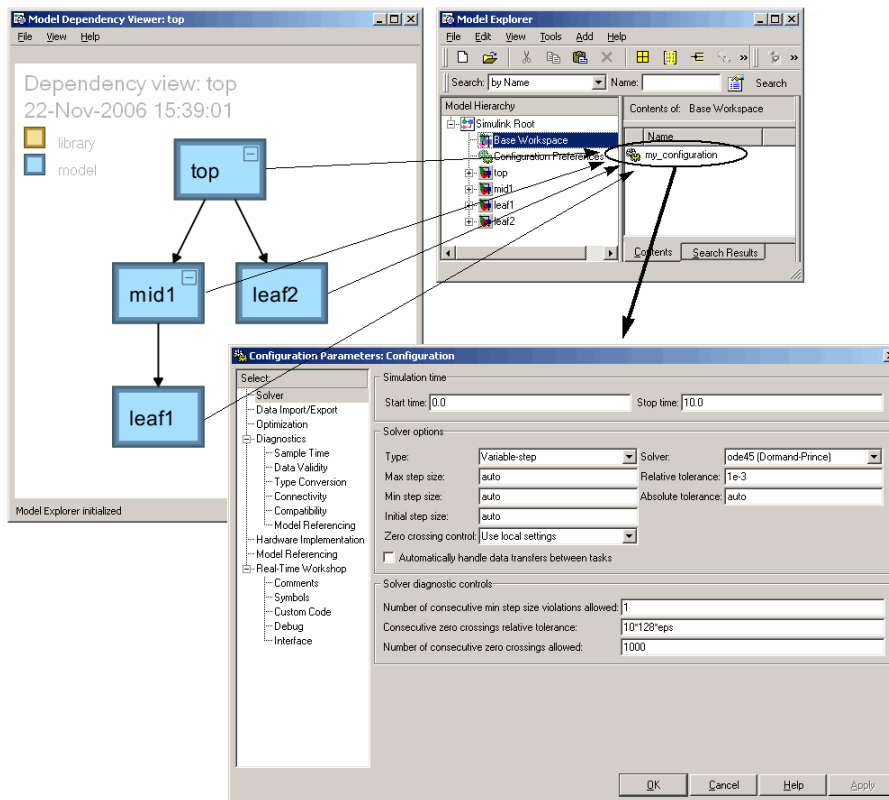 Model Dependency Viewer: top
File View Help
Dependency view: top
22-Nov-2006 15:39:01
library
model
top
mid1
leaf2
leaf1
Model Explorer initialized
Model Explorer
File Edit View Tools Add Help
Search: by Name Name: Search
Model Hierarchy
Simulink Root
Base Workspace
Configuration Preferences
top
mid1
leaf1
leaf2
Contents of: Base Workspace
Name
my_configuration
Contents Search Results
Configuration Parameters: Configuration
Select:
Solver
Data Import/Export
Optimization
Diagnostics
Sample Time
Data Validity
Type Conversion
Connectivity
Compatibility
Model Referencing
Hardware Implementation
Model Referencing
Real-Time Workshop
Comments
Symbols
Custom Code
Debug
Interface
Simulation time
Start time: 0.0 Stop time: 10.0
Solver options
Type: Variable-step Solver: ode45 (Dormand-Prince)
Max step size: auto Relative tolerance: 1e-3
Min step size: auto Absolute tolerance: auto
Initial step size: auto
Zero crossing control: Use local settings
Automatically handle data transfers between tasks
Solver diagnostic controls
Number of consecutive min step size violations allowed: 1
Consecutive zero crossings relative tolerance: 10*128*eps
Number of consecutive zero crossings allowed: 1000
OK Cancel Help Apply